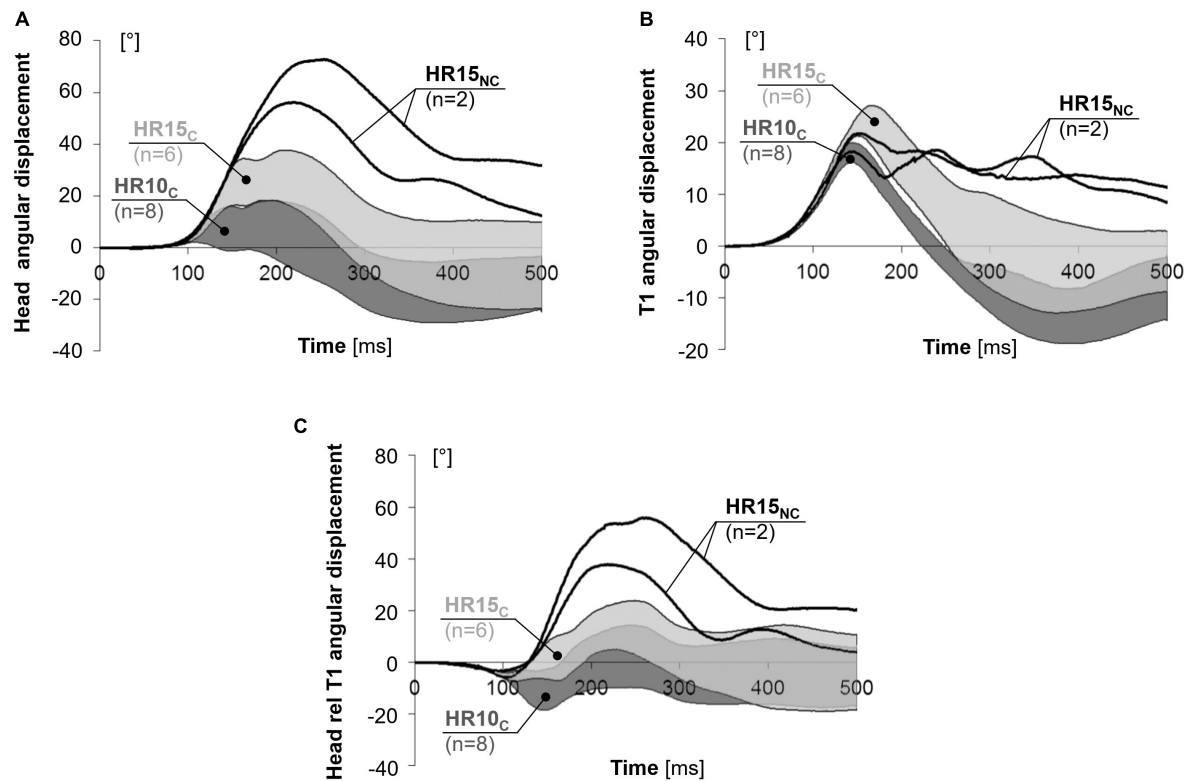 A
Head angular displacement
[°]
80
60
40
20
0
-20
-40
0 100 200 300 400 500
Time [ms]
HR15NC
(n=2)
HR15C
(n=6)
HR10C
(n=8)
B
T1 angular displacement
[°]
40
30
20
10
0
-10
-20
0 100 200 300 400 500
Time [ms]
HR15C
(n=6)
HR10C
(n=8)
HR15NC
(n=2)
C
Head rel T1 angular displacement
[°]
80
60
40
20
0
-20
-40
0 100 200 300 400 500
Time [ms]
HR15NC
(n=2)
HR15C
(n=6)
HR10C
(n=8)